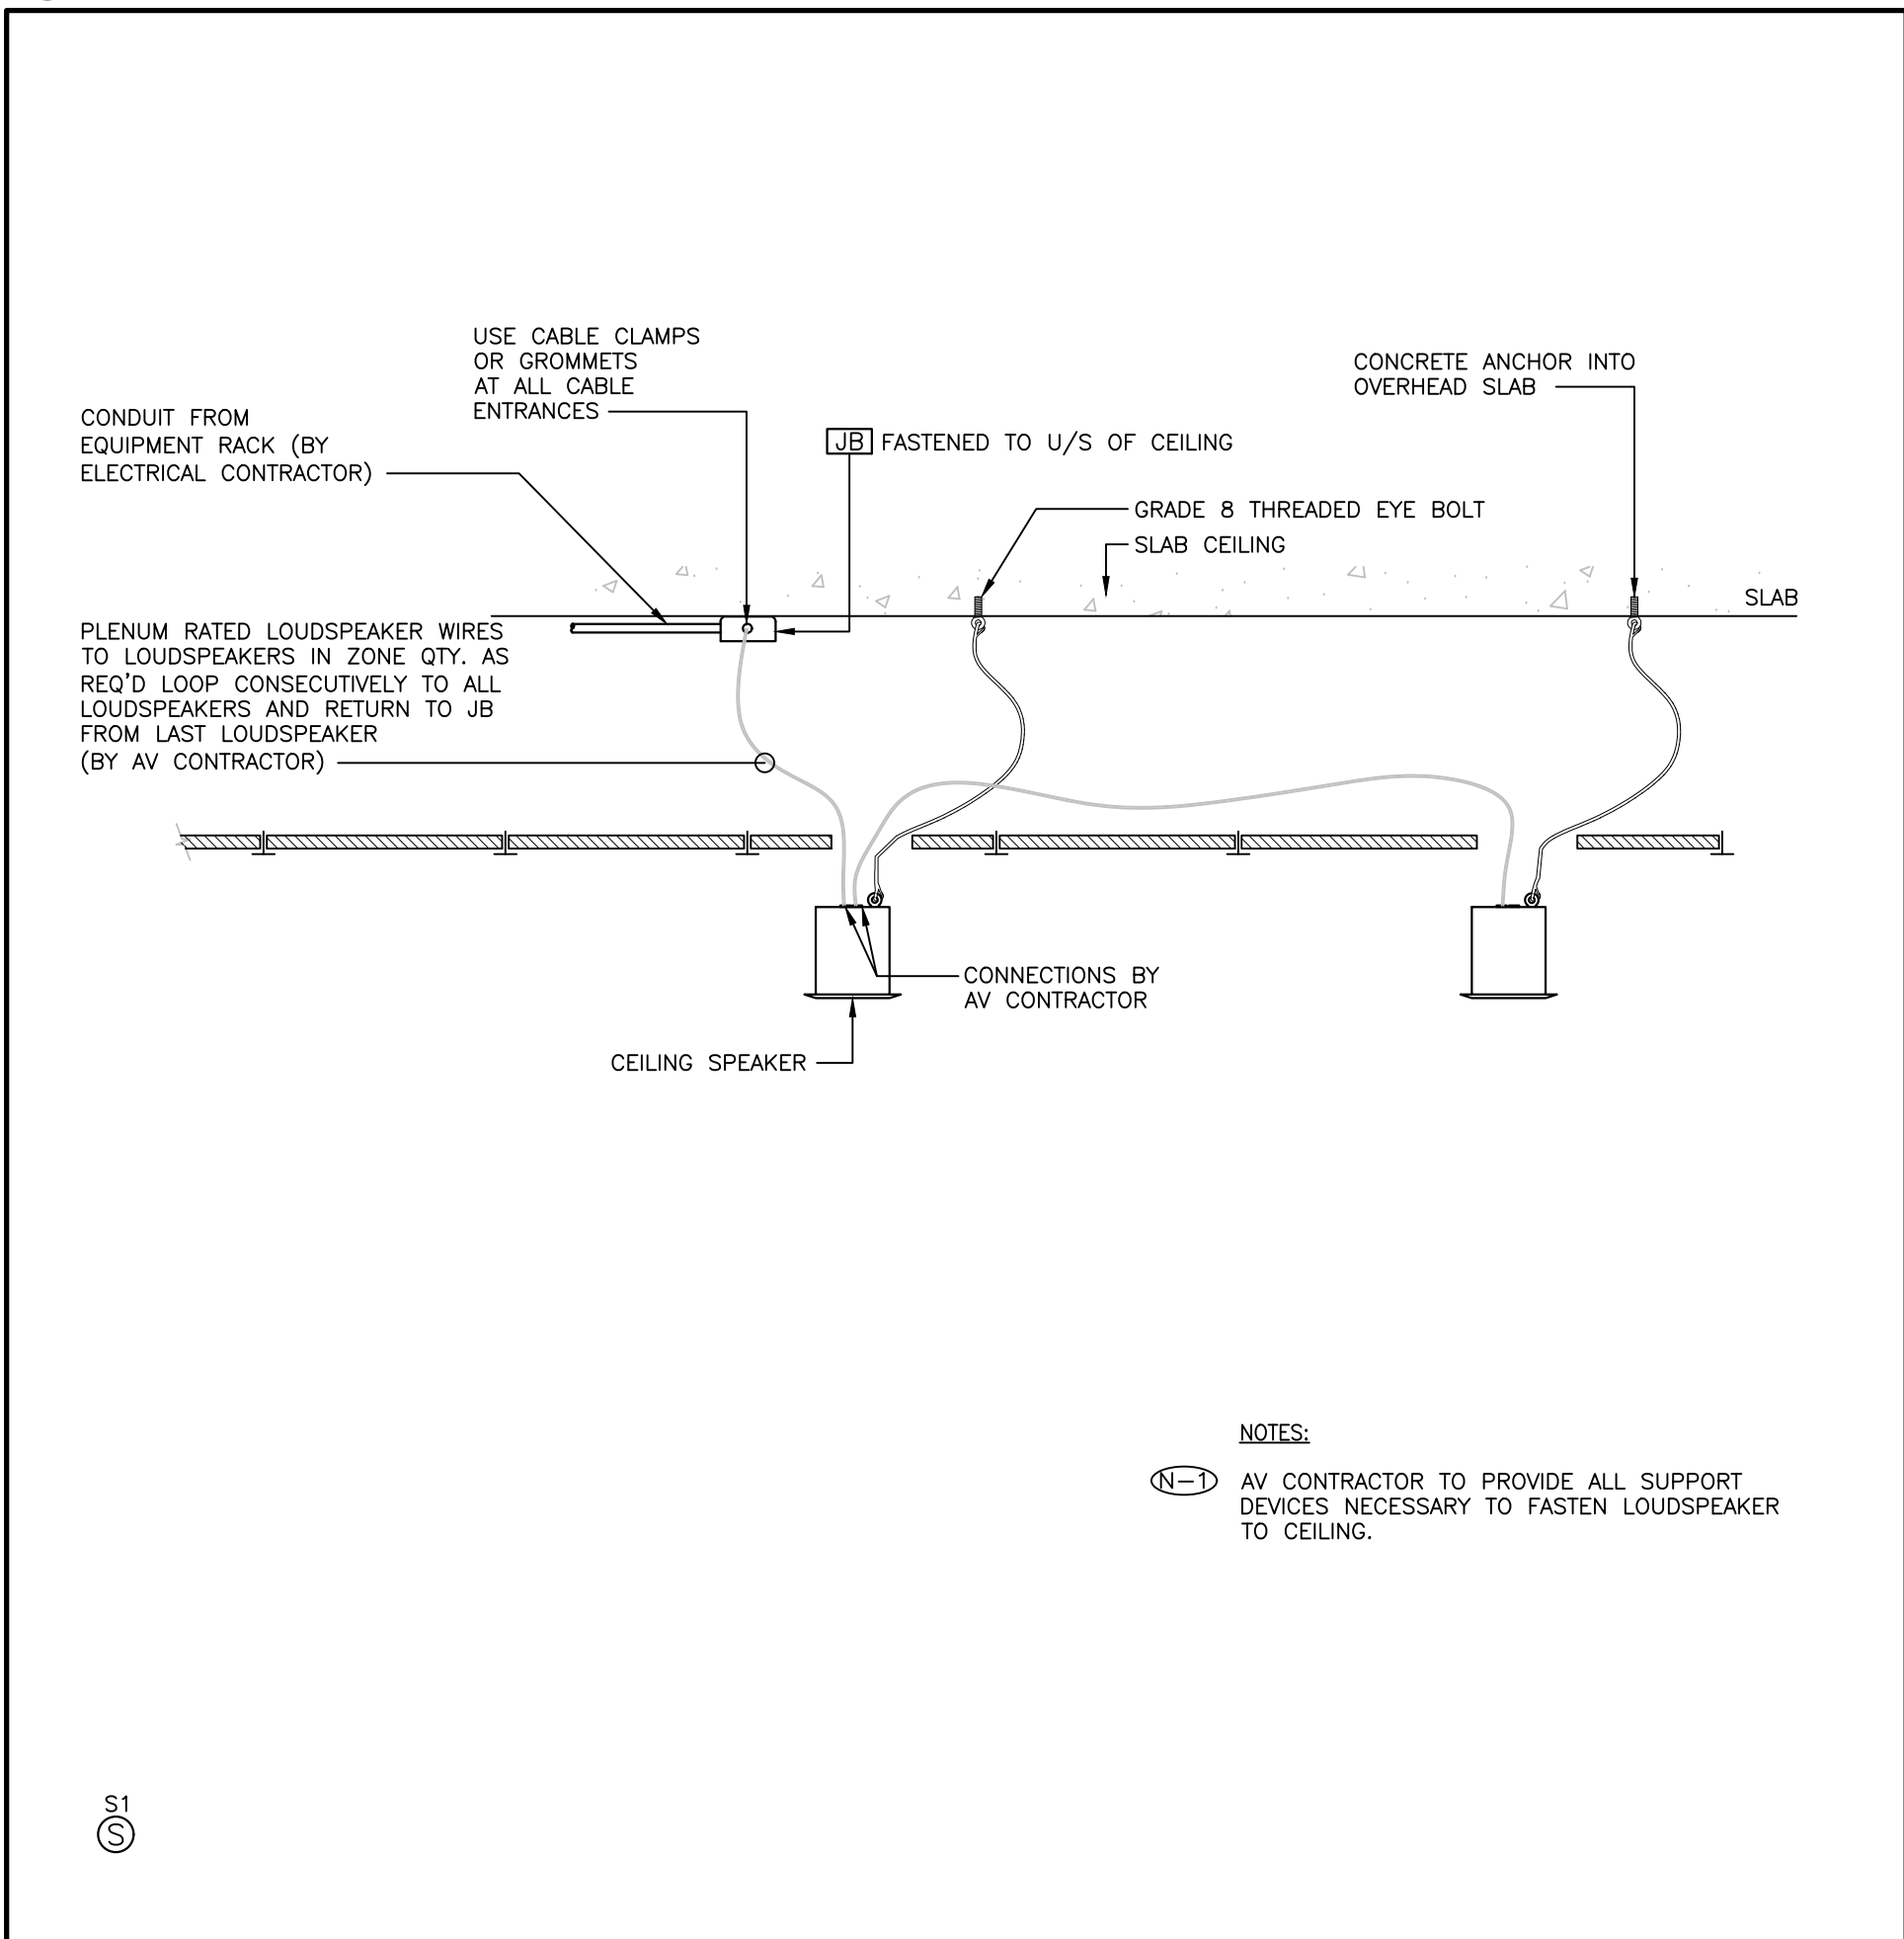 USE CABLE CLAMPS
OR GROMMETS
AT ALL CABLE
ENTRANCES
CONCRETE ANCHOR INTO
OVERHEAD SLAB
CONDUIT FROM
EQUIPMENT RACK (BY
ELECTRICAL CONTRACTOR)
JB FASTENED TO U/S OF CEILING
GRADE 8 THREADED EYE BOLT
SLAB CEILING
SLAB
PLENUM RATED LOUDSPEAKER WIRES
TO LOUDSPEAKERS IN ZONE QTY. AS
REQ'D LOOP CONSECUTIVELY TO ALL
LOUDSPEAKERS AND RETURN TO JB
FROM LAST LOUDSPEAKER
(BY AV CONTRACTOR)
CONNECTIONS BY
AV CONTRACTOR
CEILING SPEAKER
NOTES:
N-1 AV CONTRACTOR TO PROVIDE ALL SUPPORT
DEVICES NECESSARY TO FASTEN LOUDSPEAKER
TO CEILING.
S1
S